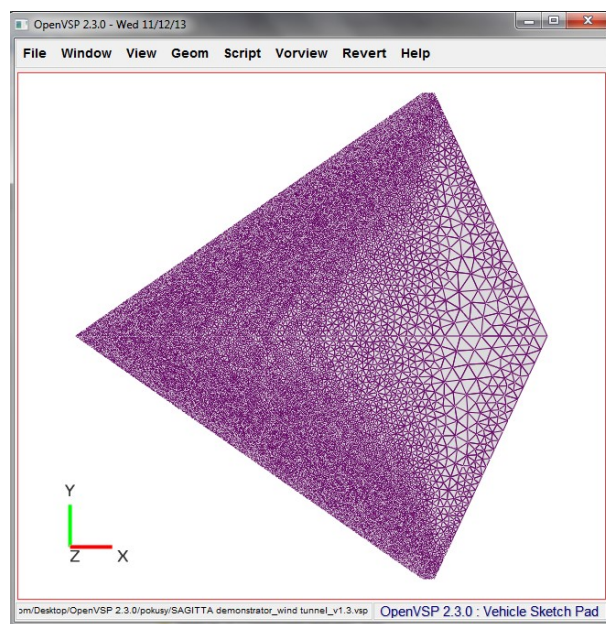 OpenVSP 2.3.0 - Wed 11/12/13
File Window View Geom Script Vorview Revert Help
Y
Z X
om/Desktop/OpenVSP 2.3.0/pokusy/SAGITTA demonstrator_wind tunnel_v1.3.vsp OpenVSP 2.3.0 : Vehicle Sketch Pad